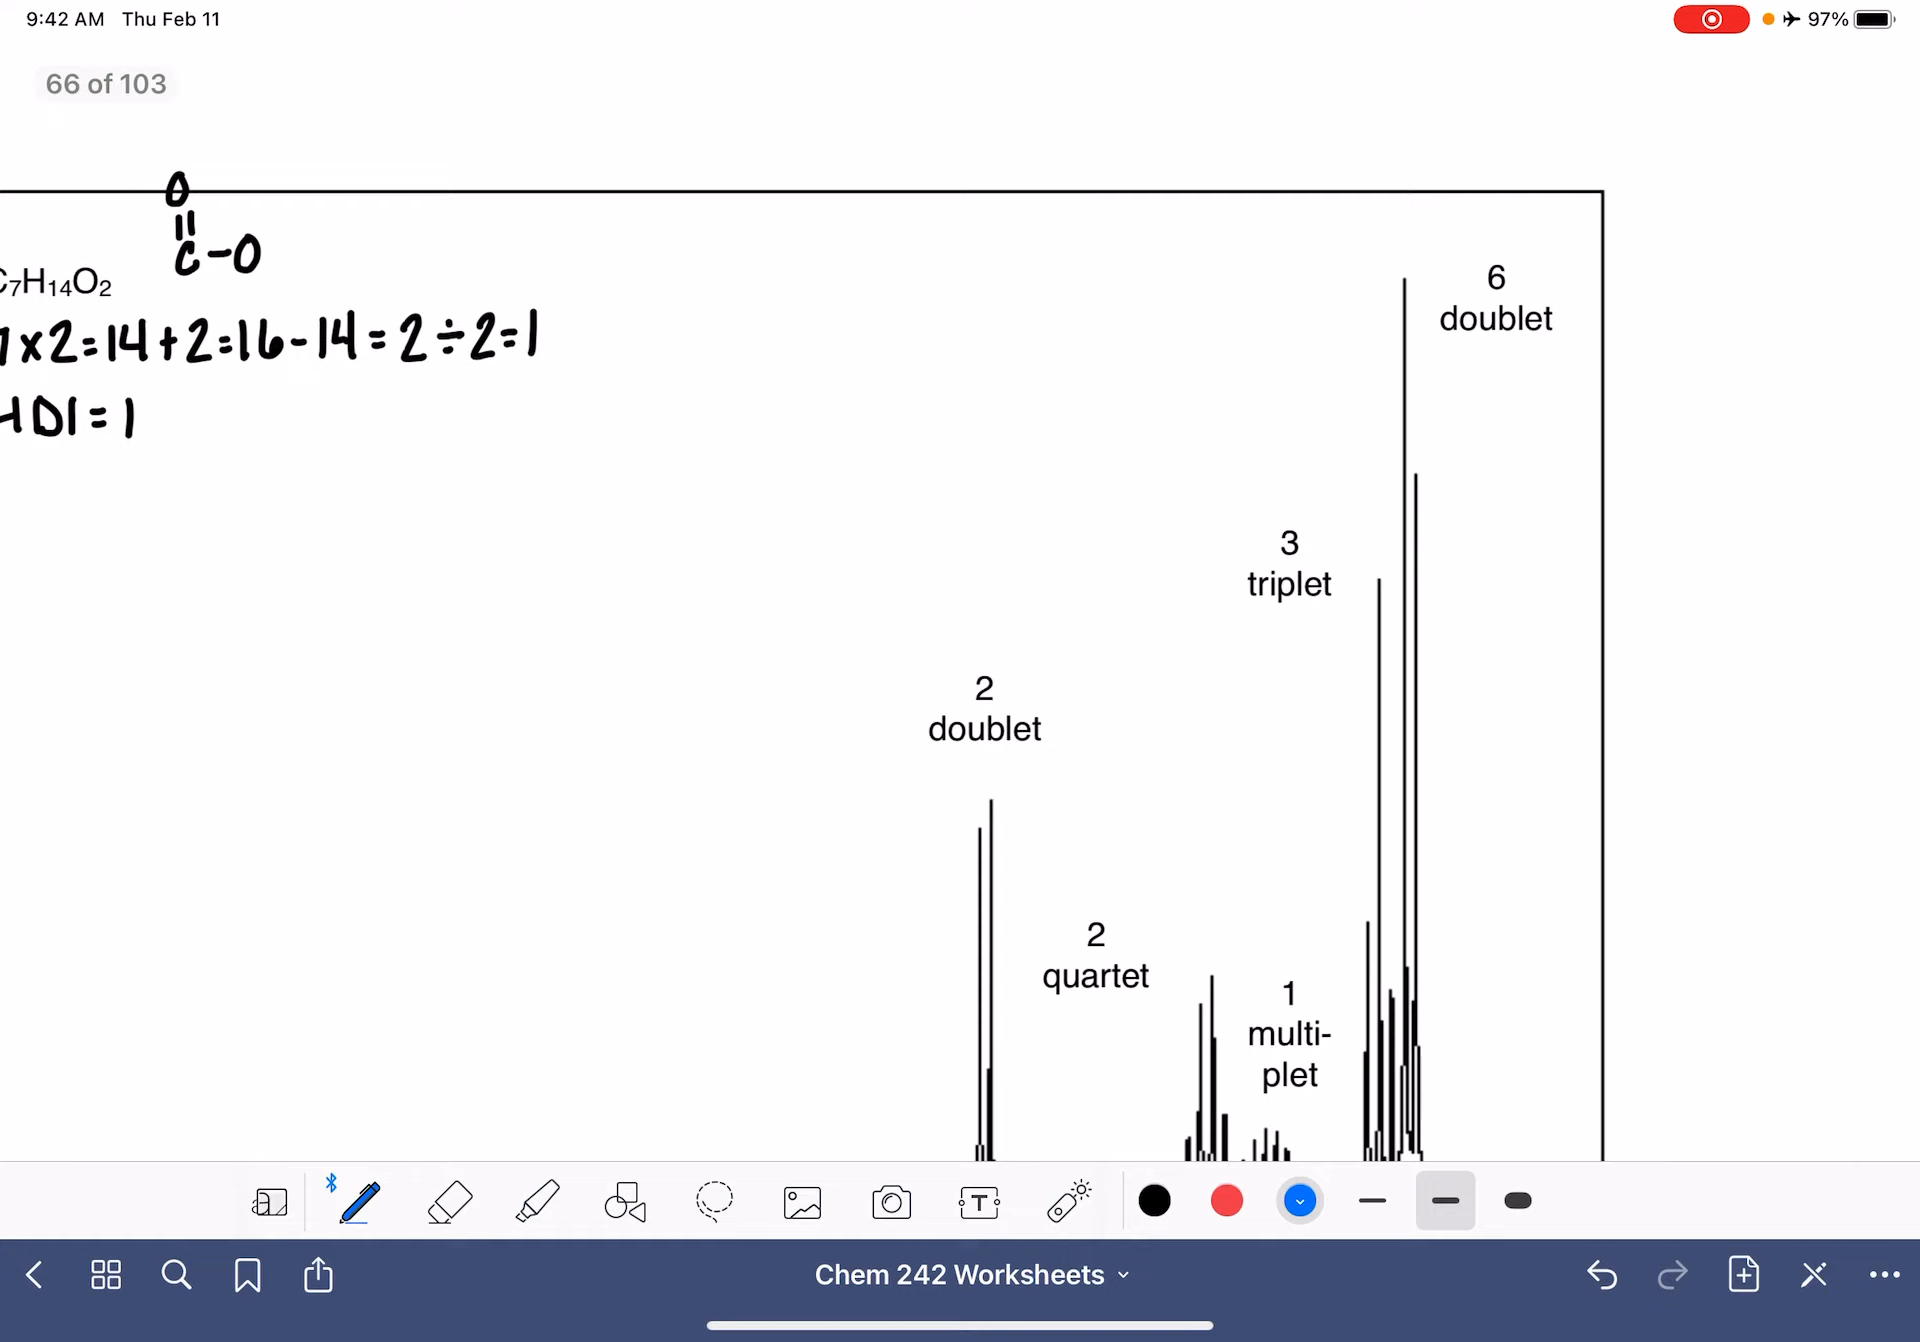 9:42 AM Thu Feb 11
97%
66 of 103
O
C-O
C₇H₁₄O₂
7x2=14+2=16-14=2÷2=1
HDI=1
6
doublet
3
triplet
2
doublet
2
quartet
1
multi-
plet
Chem 242 Worksheets